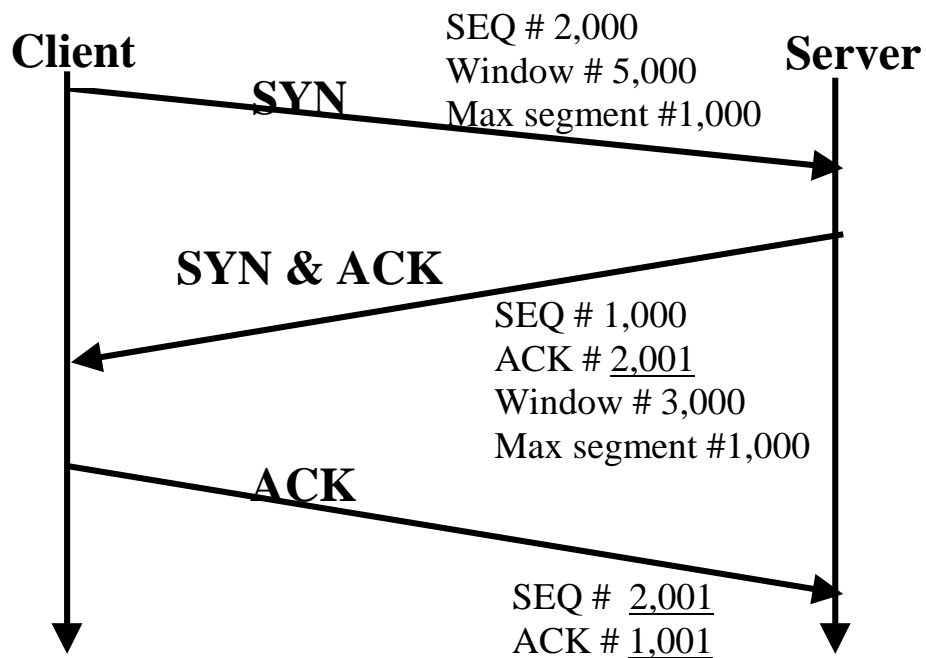 Client
SEQ # 2,000
Window # 5,000
Max segment #1,000
Server
SYN
SYN & ACK
SEQ # 1,000
ACK # 2,001
Window # 3,000
Max segment #1,000
ACK
SEQ # 2,001
ACK # 1,001